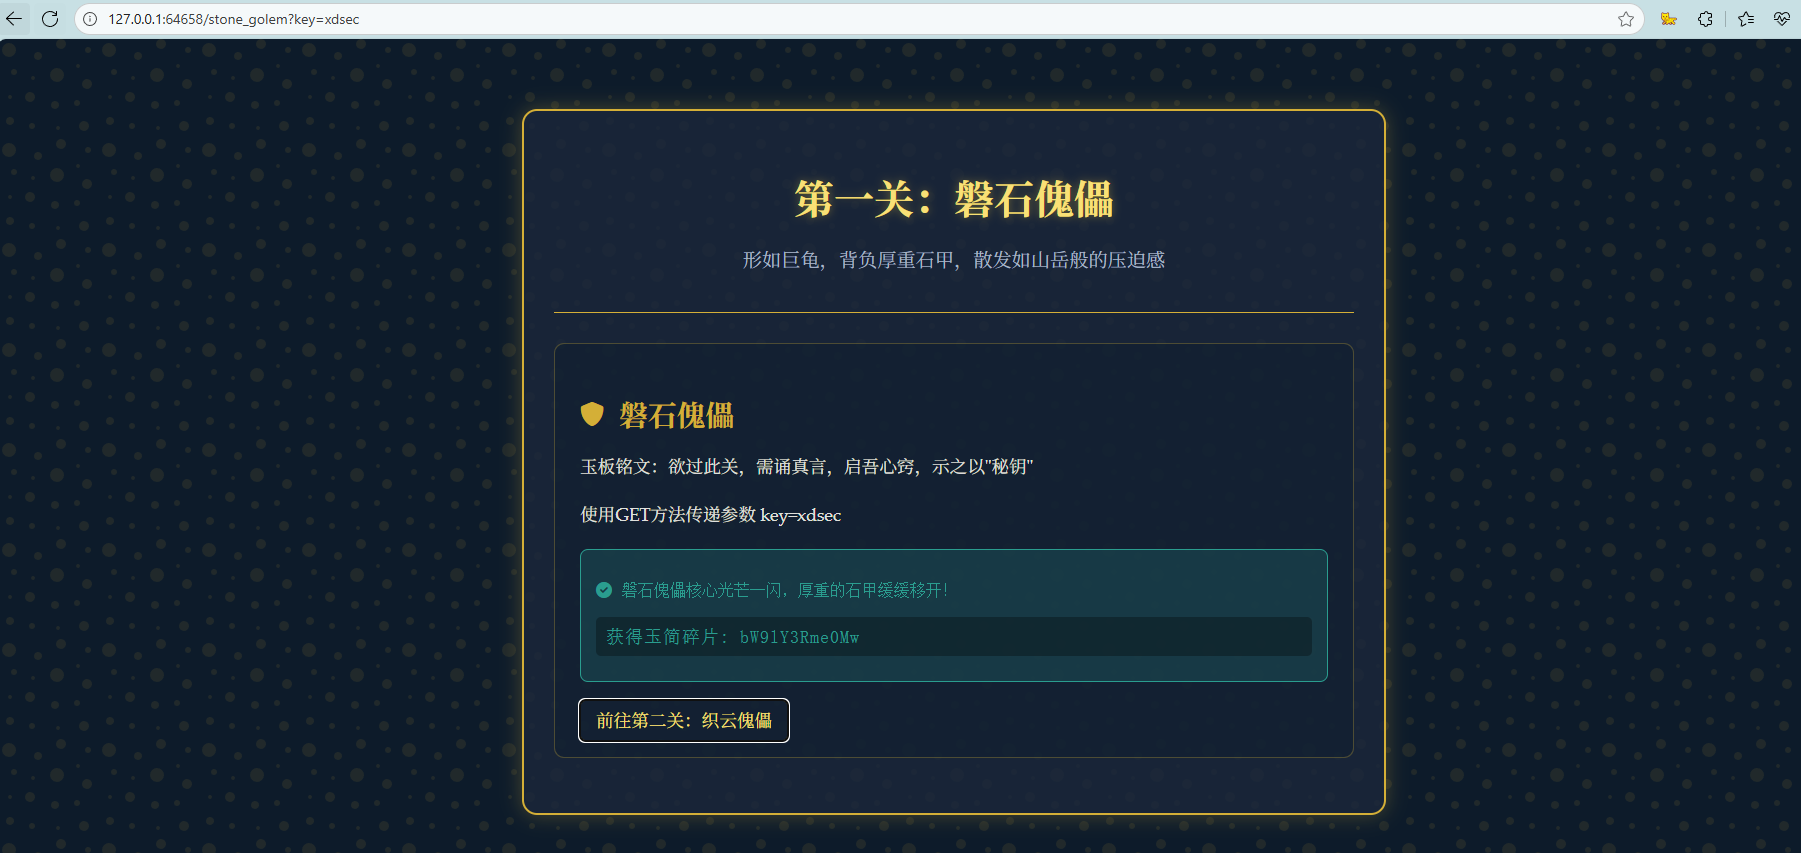 127.0.0.1:64658/stone_golem?key=xdsec
第一关：磐石傀儡
形如巨龟，背负厚重石甲，散发如山岳般的压迫感
磐石傀儡
玉板铭文：欲过此关，需诵真言，启吾心窍，示之以"秘钥"
使用GET方法传递参数 key=xdsec
磐石傀儡核心光芒一闪，厚重的石甲缓缓移开！
获得玉简碎片：bW9lY3Rme0Mw
前往第二关：织云傀儡